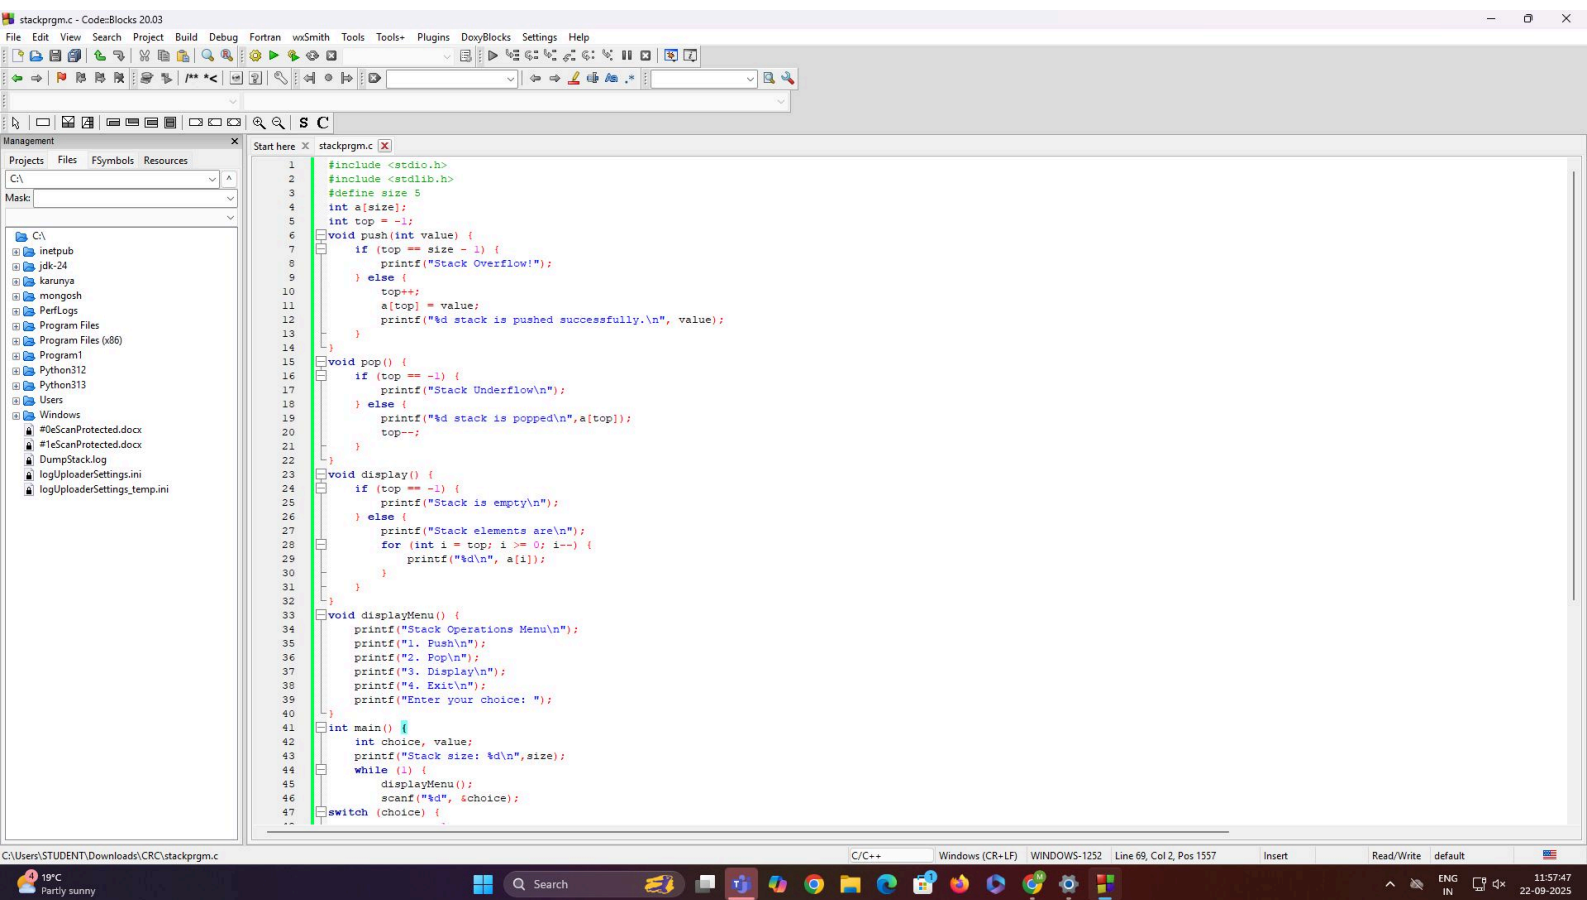 stackprgm.c - Code::Blocks 20.03
File Edit View Search Project Build Debug Fortran wxSmith Tools Tools+ Plugins DoxyBlocks Settings Help
/** *<
S C
Management
Projects Files FSymbols Resources
C:\
Mask:
C:\
inetpub
jdk-24
karunya
mongosh
PerfLogs
Program Files
Program Files (x86)
Program1
Python312
Python313
Users
Windows
#0eScanProtected.docx
#1eScanProtected.docx
DumpStack.log
logUploaderSettings.ini
logUploaderSettings_temp.ini
Start here stackprgm.c
1 #include <stdio.h>
2 #include <stdlib.h>
3 #define size 5
4 int a[size];
5 int top = -1;
6 void push(int value) {
7 if (top == size - 1) {
8 printf("Stack Overflow!");
9 } else {
10 top++;
11 a[top] = value;
12 printf("%d stack is pushed successfully.\n", value);
13 }
14 }
15 void pop() {
16 if (top == -1) {
17 printf("Stack Underflow\n");
18 } else {
19 printf("%d stack is popped\n",a[top]);
20 top--;
21 }
22 }
23 void display() {
24 if (top == -1) {
25 printf("Stack is empty\n");
26 } else {
27 printf("Stack elements are\n");
28 for (int i = top; i >= 0; i--) {
29 printf("%d\n", a[i]);
30 }
31 }
32 }
33 void displayMenu() {
34 printf("Stack Operations Menu\n");
35 printf("1. Push\n");
36 printf("2. Pop\n");
37 printf("3. Display\n");
38 printf("4. Exit\n");
39 printf("Enter your choice: ");
40 }
41 int main() {
42 int choice, value;
43 printf("Stack size: %d\n",size);
44 while (1) {
45 displayMenu();
46 scanf("%d", &choice);
47 switch (choice) {
C:\Users\STUDENT\Downloads\CRC\stackprgm.c C/C++ Windows (CR+LF) WINDOWS-1252 Line 69, Col 2, Pos 1557 Insert Read/Write default
4 19°C
Partly sunny
Search
ENG
IN
11:57:47
22-09-2025